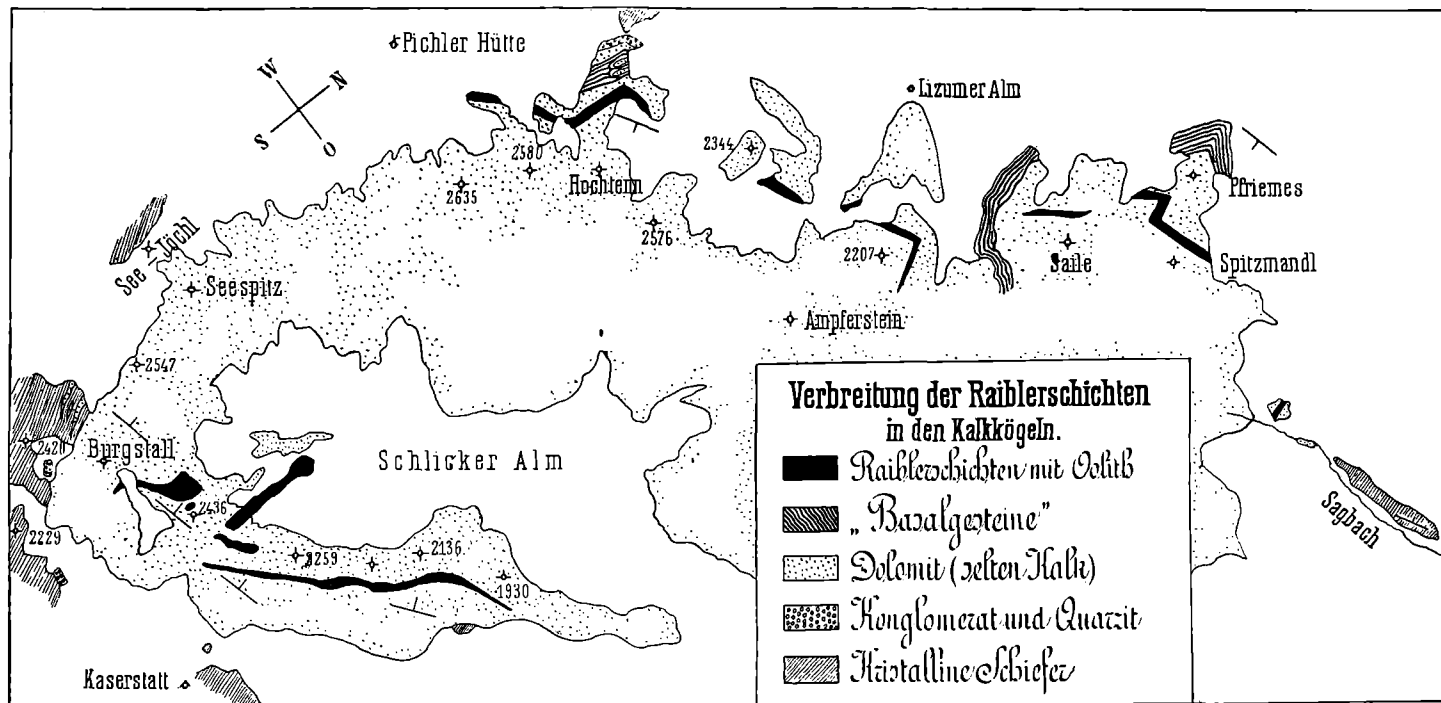 Pichler Hütte
W
N
S
O
Lizumer Alm
2344
2580
2635
Hochtenn
Pfriemes
2576
See Jöchl
2207
Saile
Spitzmandl
Seespitz
Ampferstein
2547
Verbreitung der Raiblerschichten
in den Kalkkögeln.
Raiblerschichten mit Oolith
„Basalgesteine"
Dolomit (selten Kalk)
Konglomerat und Quarzit
Kristalline Schiefer
2420
Burgstall
Schlicker Alm
2436
2229
2136
1930
Sagbach
Kaserstatt